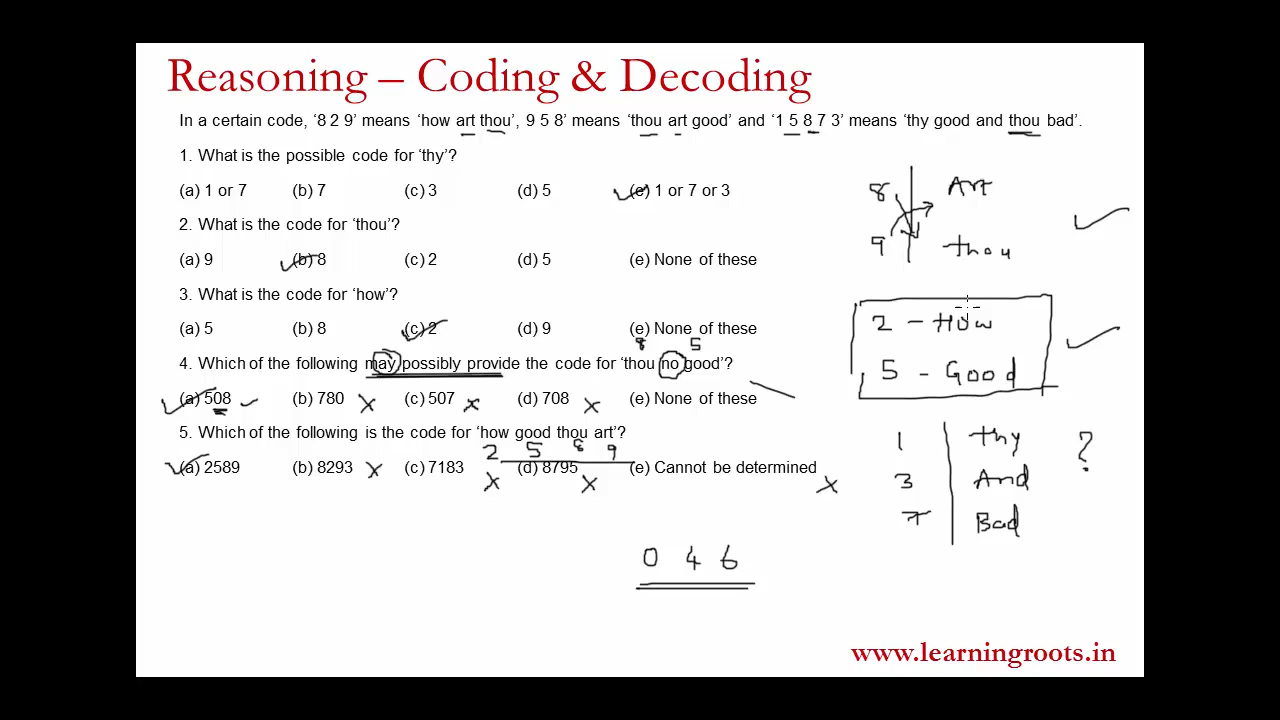 Reasoning – Coding & Decoding
In a certain code, ‘8 2 9’ means ‘how art thou’, 9 5 8’ means ‘thou art good’ and ‘1 5 8 7 3’ means ‘thy good and thou bad’.
1. What is the possible code for ‘thy’?
(a) 1 or 7 (b) 7 (c) 3 (d) 5 (e) 1 or 7 or 3
8 Art
2. What is the code for ‘thou’?
9 thou
(a) 9 (b) 8 (c) 2 (d) 5 (e) None of these
3. What is the code for ‘how’?
2 – How
(a) 5 (b) 8 (c) 2 (d) 9 (e) None of these
8 5
4. Which of the following may possibly provide the code for ‘thou no good’?
5 – Good
(a) 508 (b) 780 (c) 507 (d) 708 (e) None of these
5. Which of the following is the code for ‘how good thou art’?
1 Thy ?
2 5 8 9
(a) 2589 (b) 8293 (c) 7183 (d) 8795 (e) Cannot be determined
3 And
7 Bad
0 4 6
www.learningroots.in